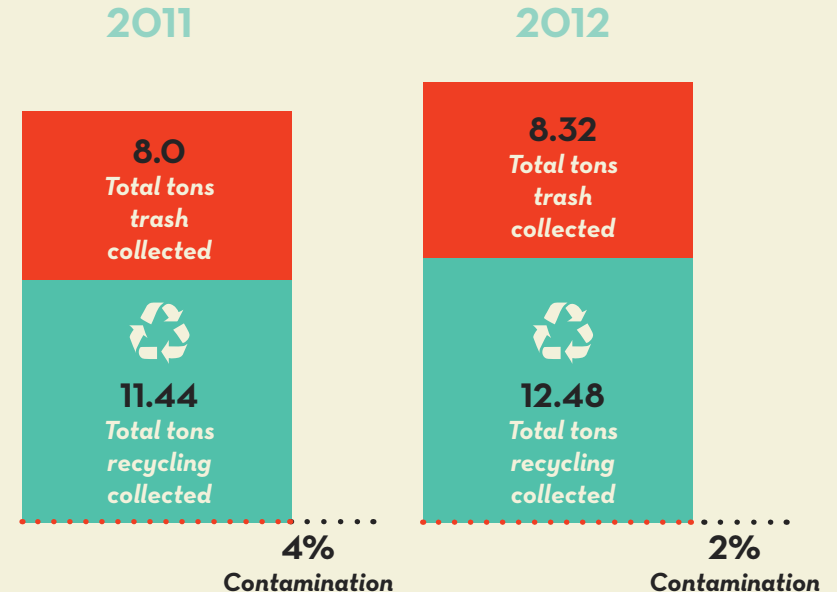 2011
8.0
Total tons
trash
collected
11.44
Total tons
recycling
collected
4%
Contamination
2012
8.32
Total tons
trash
collected
12.48
Total tons
recycling
collected
2%
Contamination